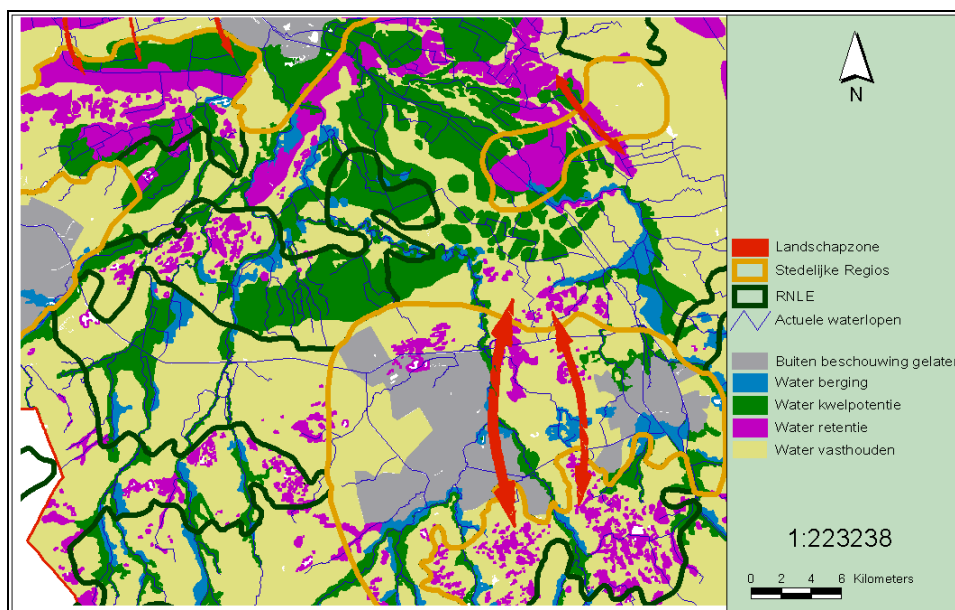 N
Landschapzone
Stedelijke Regios
RNLE
Actuele waterlopen
Buiten beschouwing gelaten
Water berging
Water kwelpotentie
Water retentie
Water vasthouden
1:223238
0 2 4 6 Kilometers